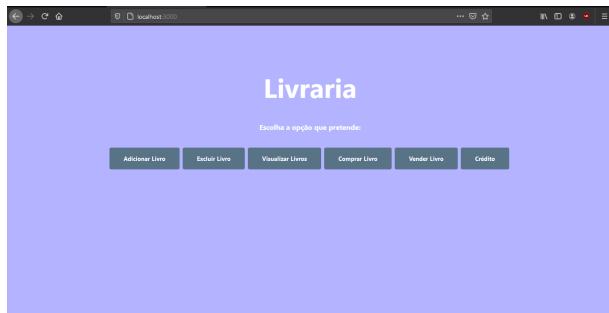 localhost:3000
Livraria
Escolha a opção que pretende:
Adicionar Livro Excluir Livro Visualizar Livros Comprar Livro Vender Livro Crédito